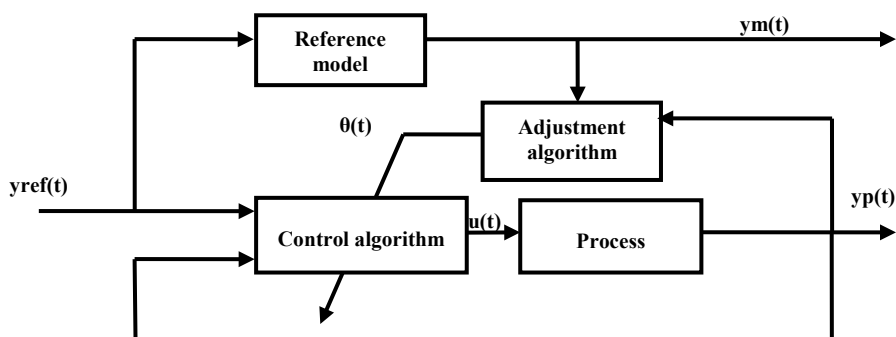 Reference
model
ym(t)
θ(t)
Adjustment
algorithm
yref(t)
yp(t)
Control algorithm
u(t)
Process